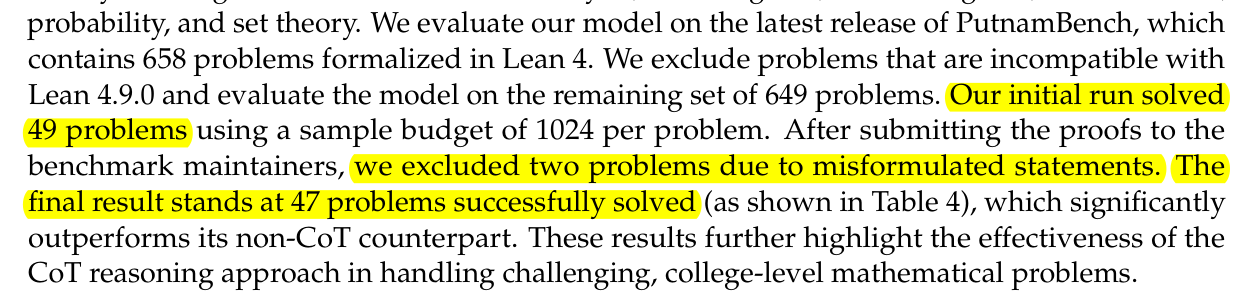 probability, and set theory. We evaluate our model on the latest release of PutnamBench, which
contains 658 problems formalized in Lean 4. We exclude problems that are incompatible with
Lean 4.9.0 and evaluate the model on the remaining set of 649 problems. Our initial run solved
49 problems using a sample budget of 1024 per problem. After submitting the proofs to the
benchmark maintainers, we excluded two problems due to misformulated statements. The
final result stands at 47 problems successfully solved (as shown in Table 4), which significantly
outperforms its non-CoT counterpart. These results further highlight the effectiveness of the
CoT reasoning approach in handling challenging, college-level mathematical problems.